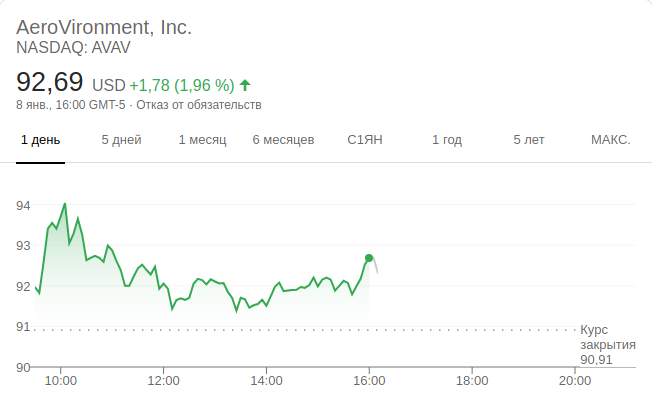 AeroVironment, Inc.
NASDAQ: AVAV
92,69 USD +1,78 (1,96 %)
8 янв., 16:00 GMT-5 · Отказ от обязательств
1 день 5 дней 1 месяц 6 месяцев С1ЯН 1 год 5 лет МАКС.
94
93
92
91
Курс
закрытия
90,91
90
10:00 12:00 14:00 16:00 18:00 20:00